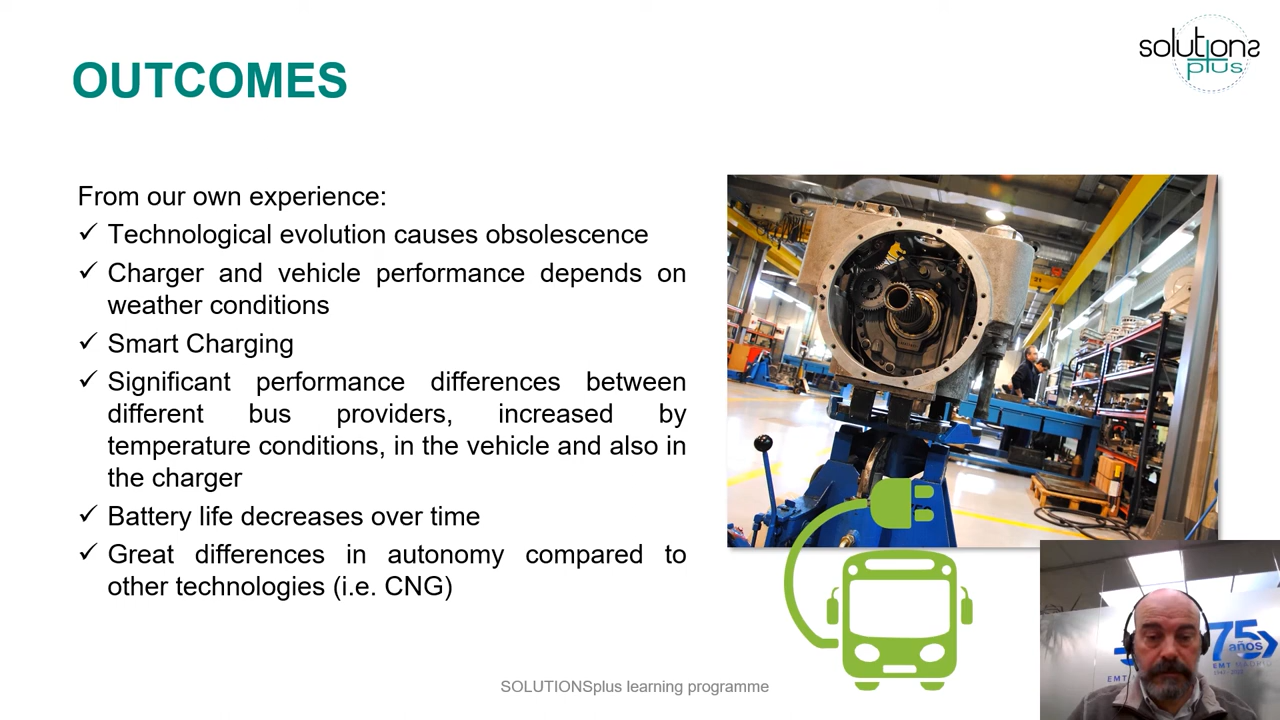 OUTCOMES
solutions
plus
From our own experience:
✓ Technological evolution causes obsolescence
✓ Charger and vehicle performance depends on
weather conditions
✓ Smart Charging
✓ Significant performance differences between
different bus providers, increased by
temperature conditions, in the vehicle and also in
the charger
✓ Battery life decreases over time
✓ Great differences in autonomy compared to
other technologies (i.e. CNG)
75
años
EMT MADRID
SOLUTIONSplus learning programme